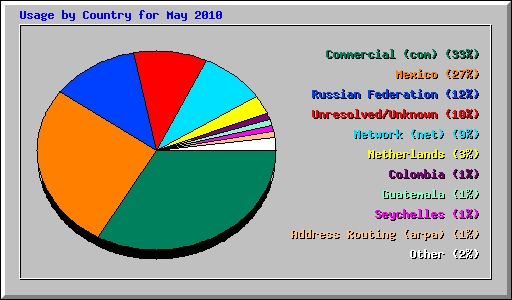 Usage by Country for May 2010
Commercial (com) (33%)
Mexico (27%)
Russian Federation (12%)
Unresolved/Unknown (10%)
Network (net) (9%)
Netherlands (3%)
Colombia (1%)
Guatemala (1%)
Seychelles (1%)
Address Routing (arpa) (1%)
Other (2%)